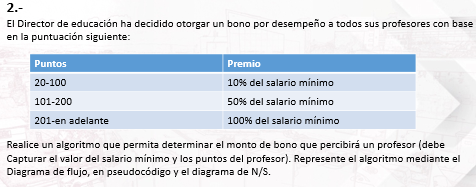 2.-
El Director de educación ha decidido otorgar un bono por desempeño a todos sus profesores con base
en la puntuación siguiente:
Puntos Premio
20-100 10% del salario mínimo
101-200 50% del salario mínimo
201-en adelante 100% del salario mínimo
Realice un algoritmo que permita determinar el monto de bono que percibirá un profesor (debe
Capturar el valor del salario mínimo y los puntos del profesor). Represente el algoritmo mediante el
Diagrama de flujo, en pseudocódigo y el diagrama de N/S.